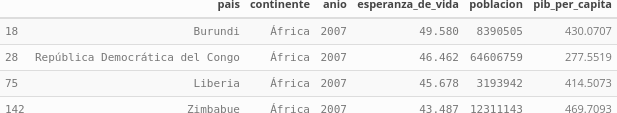 país continente anio esperanza_de_vida poblacion pib_per_capita
18 Burundi África 2007 49.580 8390505 430.0707
28 República Democrática del Congo África 2007 46.462 64606759 277.5519
75 Liberia África 2007 45.678 3193942 414.5073
142 Zimbabue África 2007 43.487 12311143 469.7093